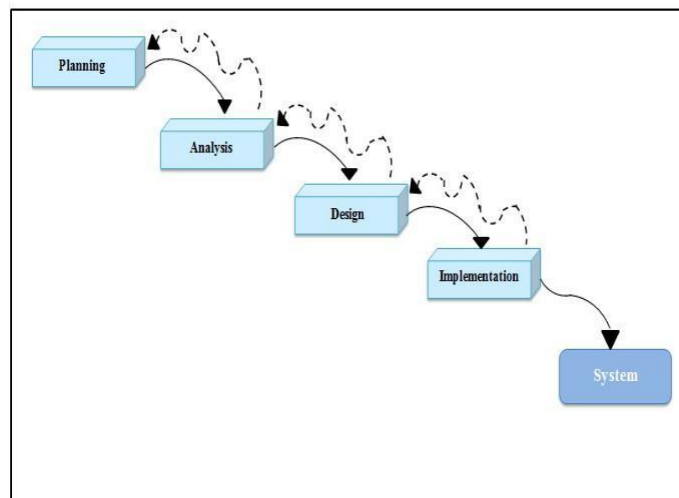 Planning
Analysis
Design
Implementation
System